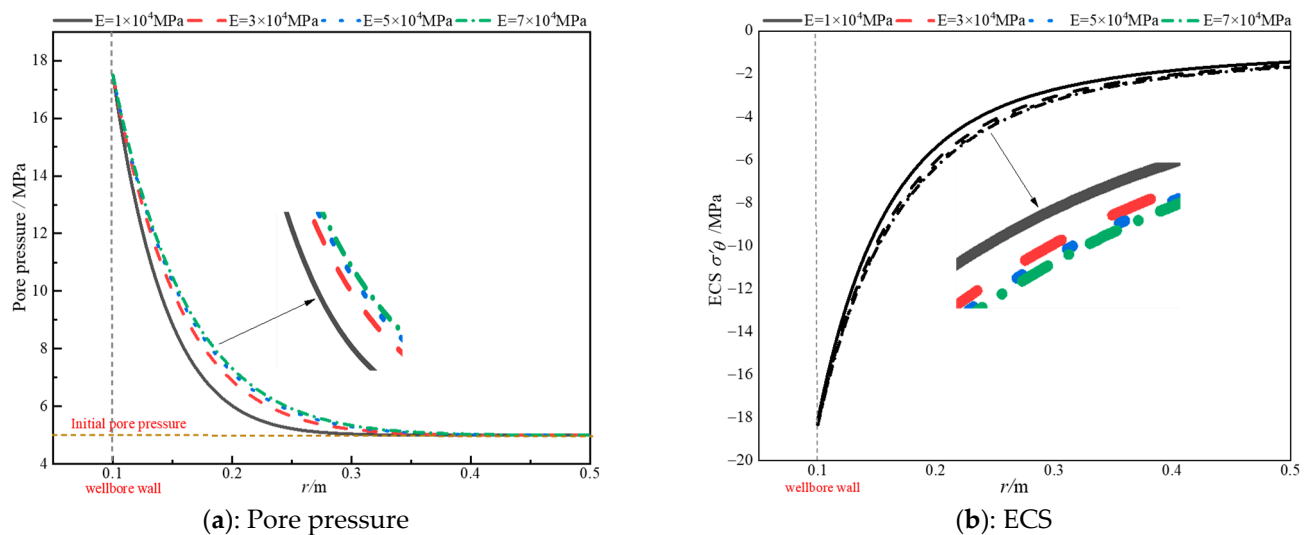 E=1×10⁴MPa E=3×10⁴MPa E=5×10⁴MPa E=7×10⁴MPa
18
16
14
12
10
8
6
4
Pore pressure / MPa
Initial pore pressure
0.1 0.2 0.3 0.4 0.5
wellbore wall
r/m
(a): Pore pressure
E=1×10⁴MPa E=3×10⁴MPa E=5×10⁴MPa E=7×10⁴MPa
0
−2
−4
−6
−8
−10
−12
−14
−16
−18
−20
ECS σ′θ /MPa
0.1 0.2 0.3 0.4 0.5
wellbore wall
r/m
(b): ECS